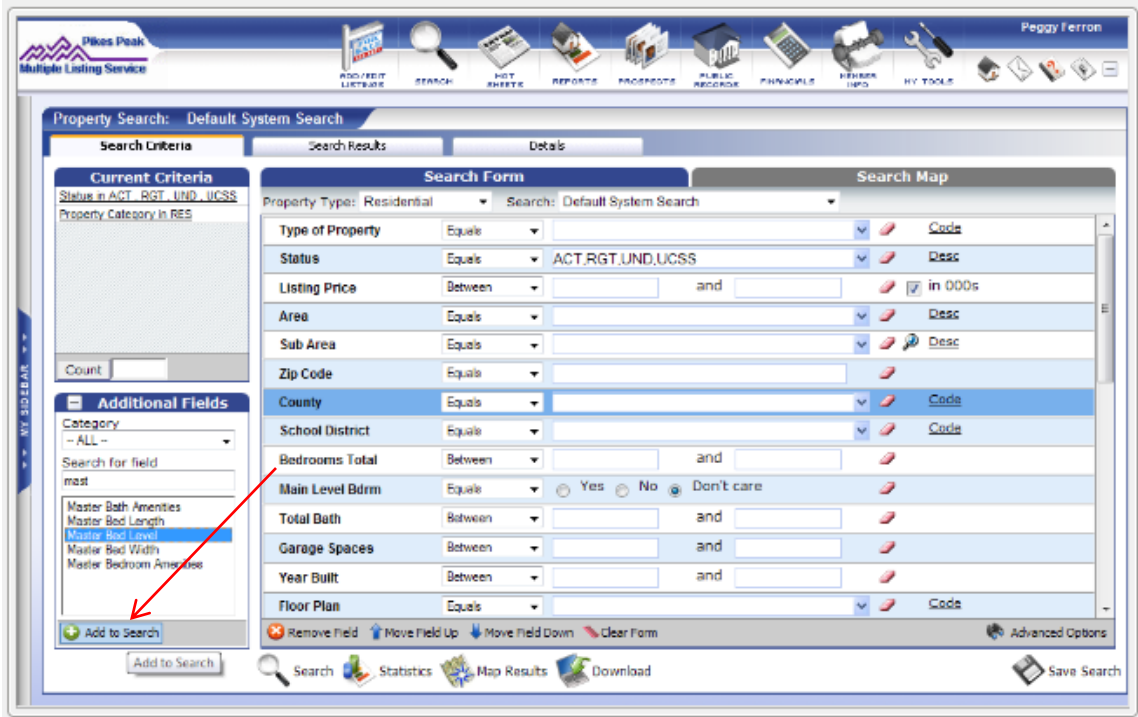 Pikes Peak
Multiple Listing Service
ADD/EDIT LISTINGS
SEARCH
HOT SHEETS
REPORTS
PROSPECTS
PUBLIC RECORDS
FINANCIALS
MEMBER INFO
MY TOOLS
Peggy Ferron
Property Search: Default System Search
Search Criteria Search Results Details
Current Criteria
Status in ACT , RGT , UND , UCSS
Property Category in RES
Count
Additional Fields
Category
-- ALL --
Search for field
mast
Master Bath Amenities
Master Bed Length
Master Bed Level
Master Bed Width
Master Bedroom Amenities
Add to Search
Add to Search
MY SIDEBAR
Search Form Search Map
Property Type: Residential Search: Default System Search
Type of Property Equals Code
Status Equals ACT,RGT,UND,UCSS Desc
Listing Price Between and in 000s
Area Equals Desc
Sub Area Equals Desc
Zip Code Equals
County Equals Code
School District Equals Code
Bedrooms Total Between and
Main Level Bdrm Equals Yes No Don't care
Total Bath Between and
Garage Spaces Between and
Year Built Between and
Floor Plan Equals Code
Remove Field Move Field Up Move Field Down Clear Form Advanced Options
Search Statistics Map Results Download Save Search